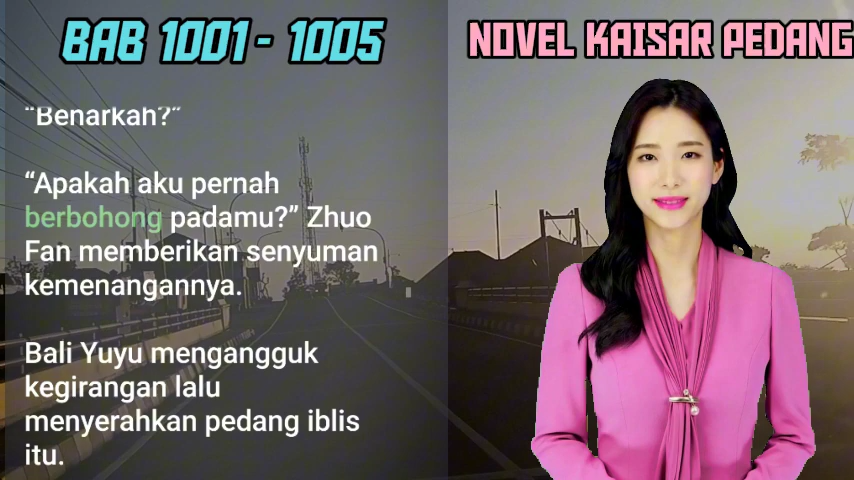 BAB 1001 - 1005
NOVEL KAISAR PEDANG
“Benarkah?”
“Apakah aku pernah
berbohong padamu?” Zhuo
Fan memberikan senyuman
kemenangannya.
Bali Yuyu mengangguk
kegirangan lalu
menyerahkan pedang iblis
itu.